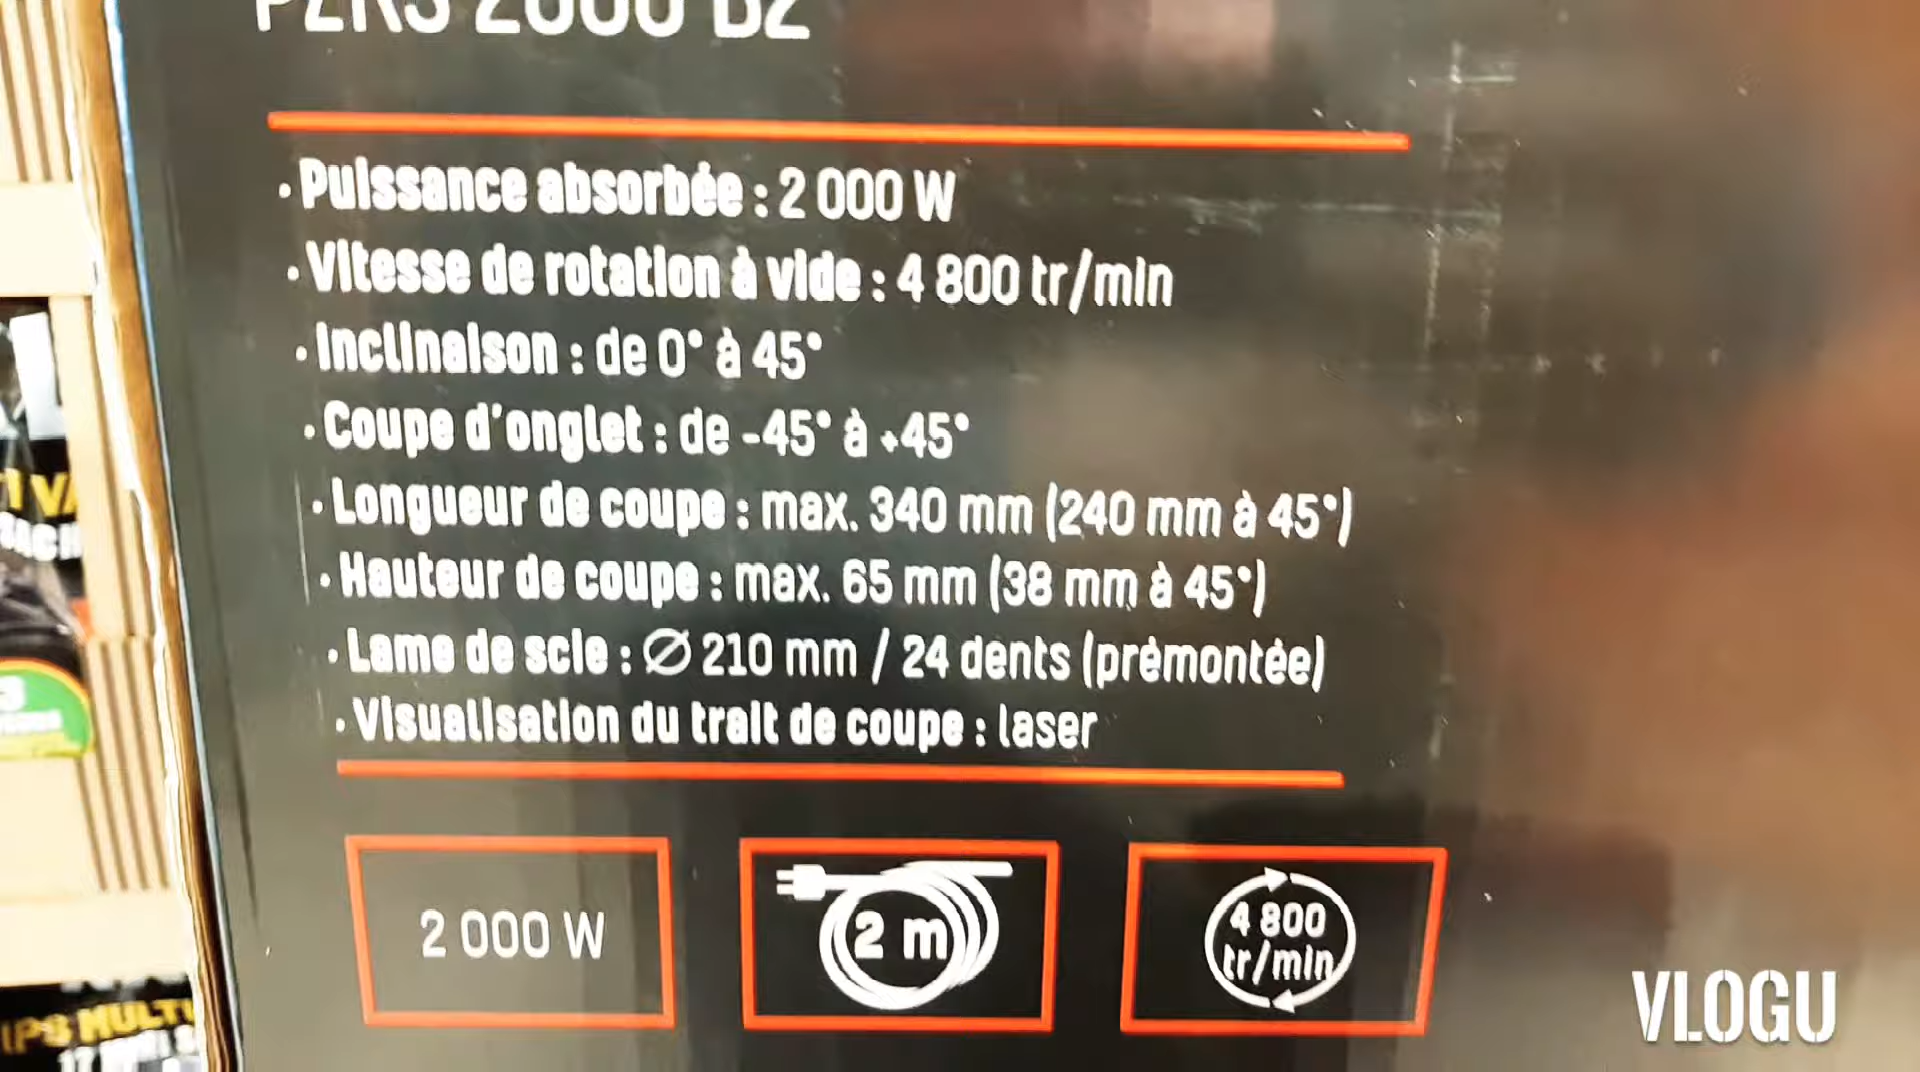 PZKS 2000 B2
· Puissance absorbée : 2 000 W
· Vitesse de rotation à vide : 4 800 tr/min
· Inclinaison : de 0° à 45°
· Coupe d'onglet : de -45° à +45°
· Longueur de coupe : max. 340 mm (240 mm à 45°)
· Hauteur de coupe : max. 65 mm (38 mm à 45°)
· Lame de scie : Ø 210 mm / 24 dents (prémontée)
· Visualisation du trait de coupe : laser
2 000 W
2 m
4 800
tr/min
VLOGU